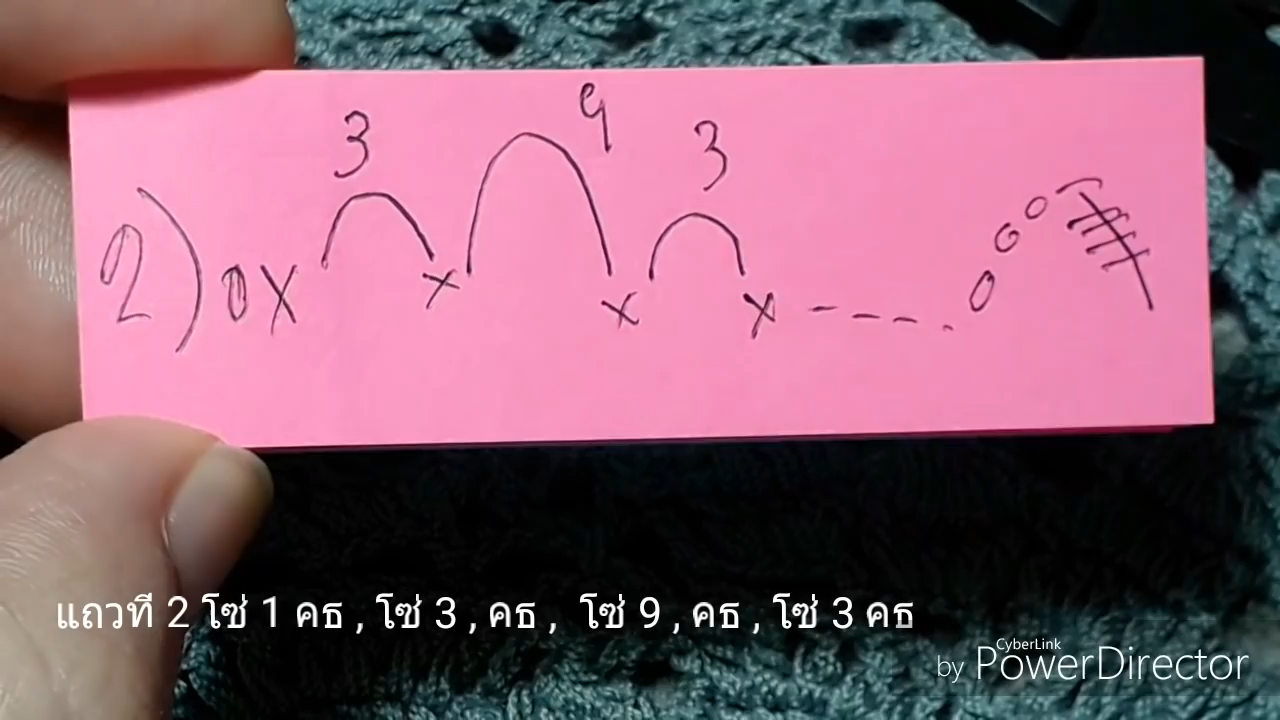 3 9 3
2) 0X x x x ----. 0 0 0
แถวที่ 2 โซ่ 1 คธ , โซ่ 3 , คธ , โซ่ 9 , คธ , โซ่ 3 คธ
CyberLink
by PowerDirector